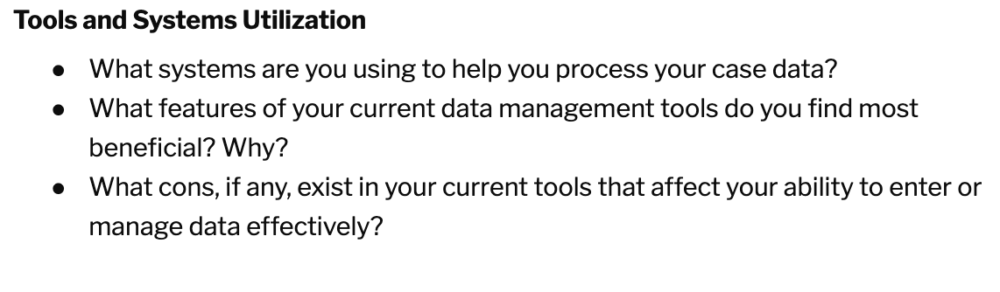 Tools and Systems Utilization
● What systems are you using to help you process your case data?
● What features of your current data management tools do you find most
beneficial? Why?
● What cons, if any, exist in your current tools that affect your ability to enter or
manage data effectively?